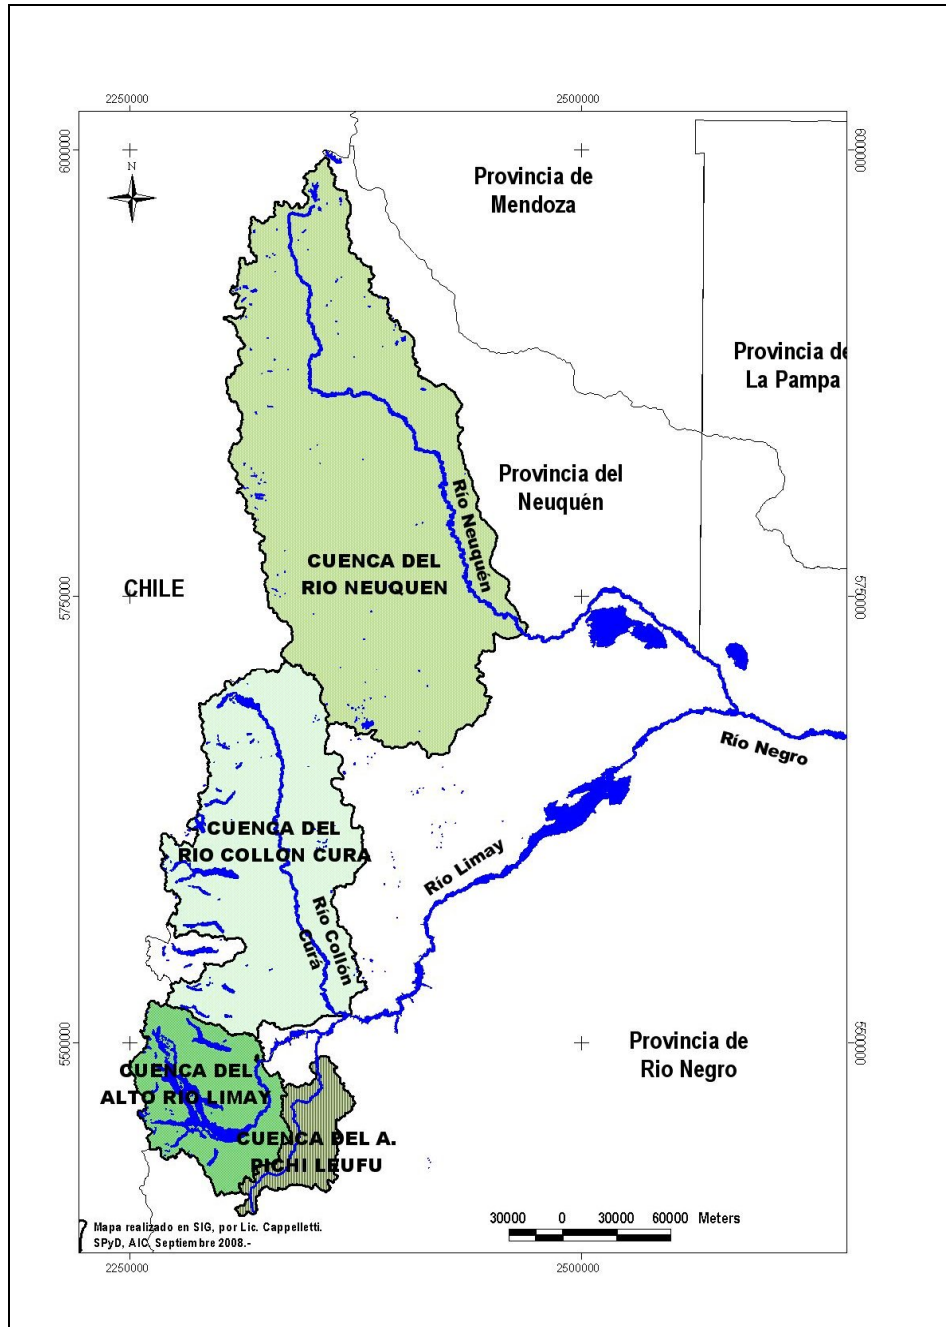 2250000 2500000
6000000
6000000
N
Provincia de
Mendoza
Provincia de
La Pampa
Provincia del
Neuquén
Río Neuquén
CUENCA DEL
RIO NEUQUEN
CHILE
5750000
5750000
Río Negro
CUENCA DEL
RIO COLLON CURA
Río Limay
Río Collón
Curá
5500000
5500000
Provincia de
Rio Negro
CUENCA DEL
ALTO RIO LIMAY
CUENCA DEL A.
PICHI LEUFU
30000 0 30000 60000 Meters
Mapa realizado en SIG, por Lic. Cappelletti.
SPyD, AIC, Septiembre 2008.-
2250000 2500000